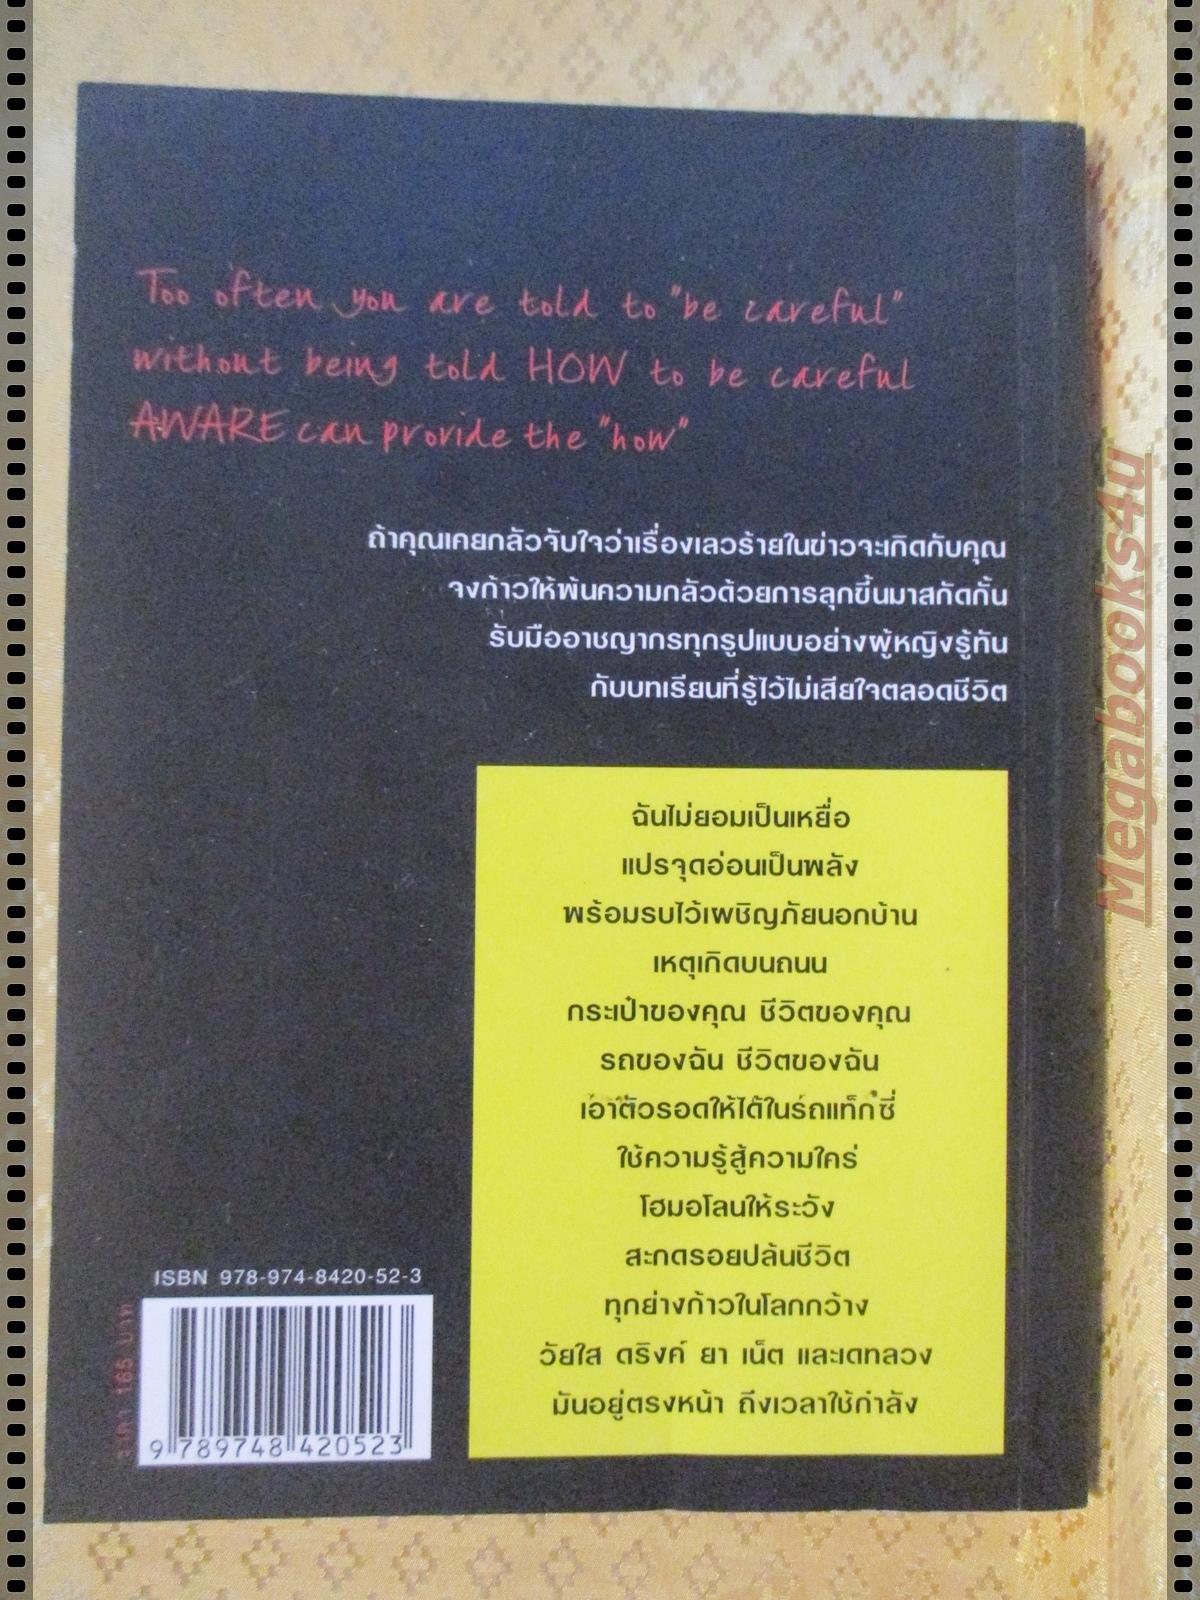 Too often you are told to "be careful"
without being told HOW to be careful
AWARE can provide the "how"
ถ้าคุณเคยกลัวจับใจว่าเรื่องเลวร้ายในข่าวจะเกิดกับคุณ
จงก้าวให้พ้นความกลัวด้วยการลุกขึ้นมาสกัดกั้น
รับมืออาชญากรทุกรูปแบบอย่างผู้หญิงรู้ทัน
กับบทเรียนที่รู้ไว้ไม่เสียใจตลอดชีวิต
ฉันไม่ยอมเป็นเหยื่อ
แปรจุดอ่อนเป็นพลัง
พร้อมรบไว้เผชิญภัยนอกบ้าน
เหตุเกิดบนถนน
กระเป๋าของคุณ ชีวิตของคุณ
รถของฉัน ชีวิตของฉัน
เอาตัวรอดให้ได้ในรถแท็กซี่
ใช้ความรู้สู้ความใคร่
โฮมอโลนให้ระวัง
สะกดรอยปล้นชีวิต
ทุกย่างก้าวในโลกกว้าง
วัยใส ดริงค์ ยา เน็ต และเดทลวง
มันอยู่ตรงหน้า ถึงเวลาใช้กำลัง
ISBN 978-974-8420-52-3
9 789748 420523
ราคา 165 บาท
Megabooks4u